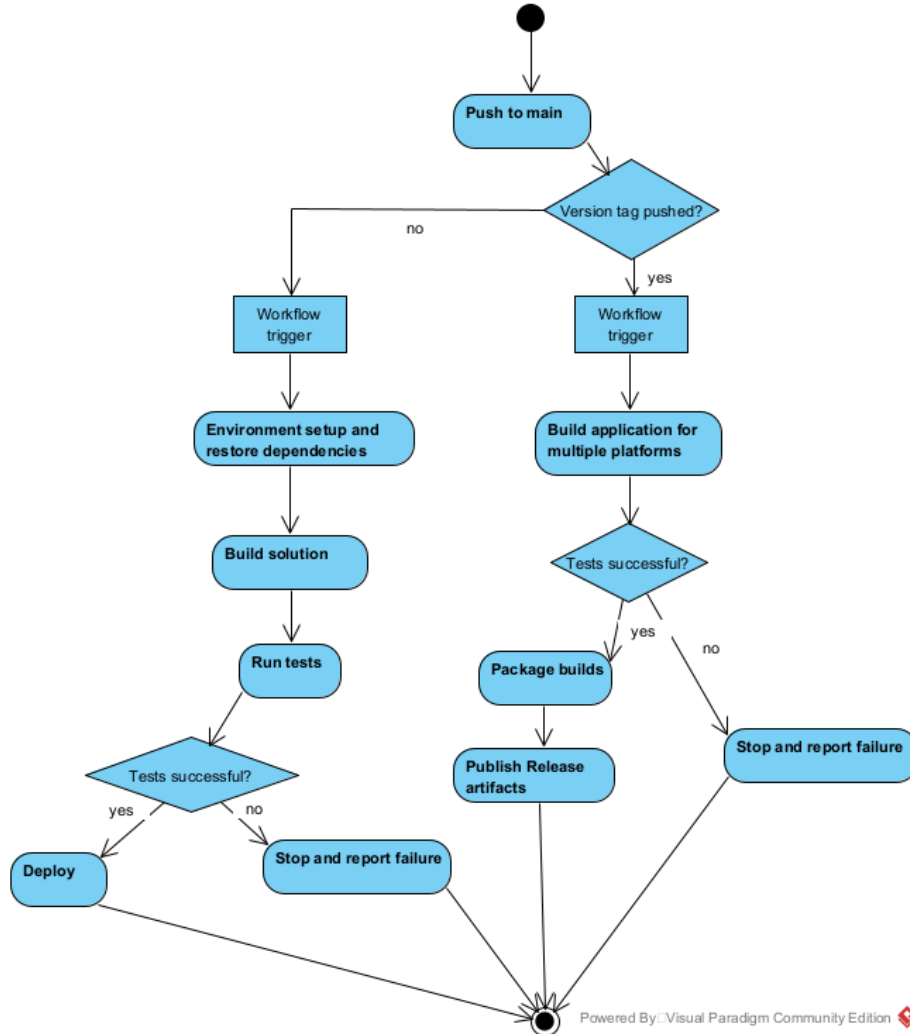 Push to main
Version tag pushed?
no
yes
Workflow
trigger
Workflow
trigger
Environment setup and
restore dependencies
Build application for
multiple platforms
Build solution
Tests successful?
yes
no
Run tests
Package builds
Stop and report failure
Publish Release
artifacts
Tests successful?
yes
no
Deploy
Stop and report failure
Powered By Visual Paradigm Community Edition